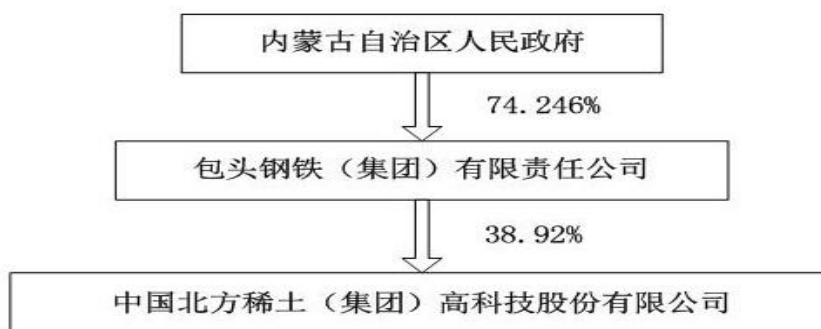 内蒙古自治区人民政府
74.246%
包头钢铁（集团）有限责任公司
38.92%
中国北方稀土（集团）高科技股份有限公司